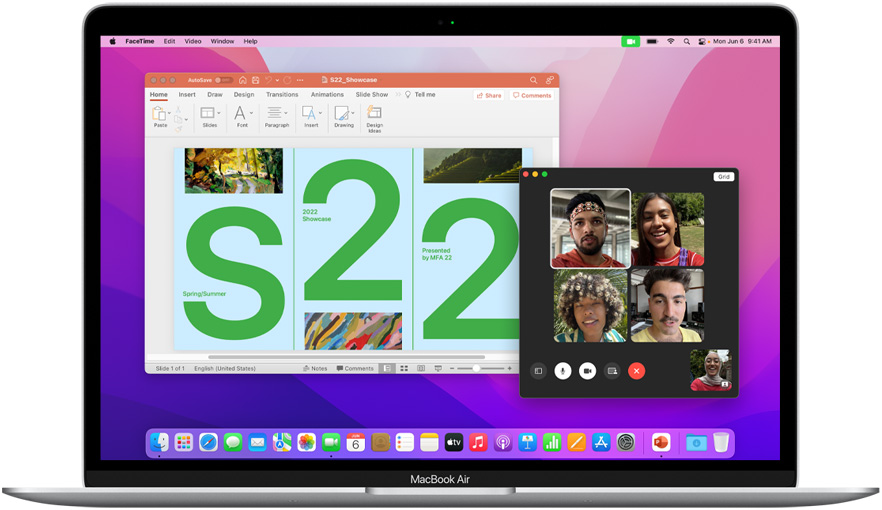 FaceTime Edit Video Window Help Mon Jun 6 9:41 AM
AutoSave S22_Showcase
Home Insert Draw Design Transitions Animations Slide Show Tell me Share Comments
Paste Slides Font Paragraph Insert Drawing Design
Ideas
S22
2022
Showcase
Presented
by MFA 22
Spring/Summer
Slide 1 of 1 English (United States) Notes Comments
Grid
JUN
6
tv
MacBook Air